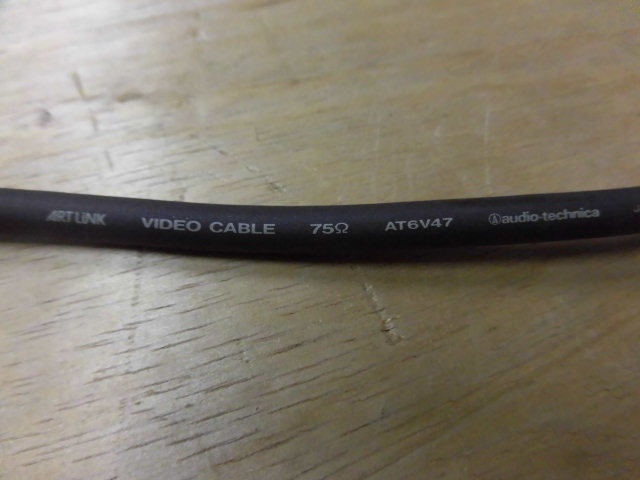 ART LINK VIDEO CABLE 75Ω AT6V47 audio-technica